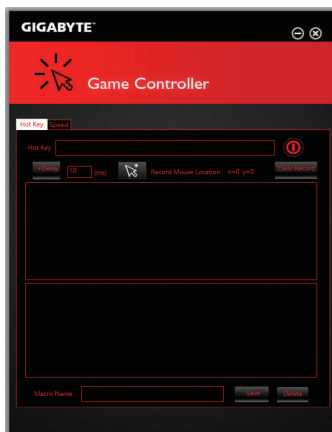 GIGABYTE™
Game Controller
Hot Key Speed
Hot Key
+Delay 10 (ms) Record Mouse Location x=0 y=0 Clear Record
Macro Name Save Delete